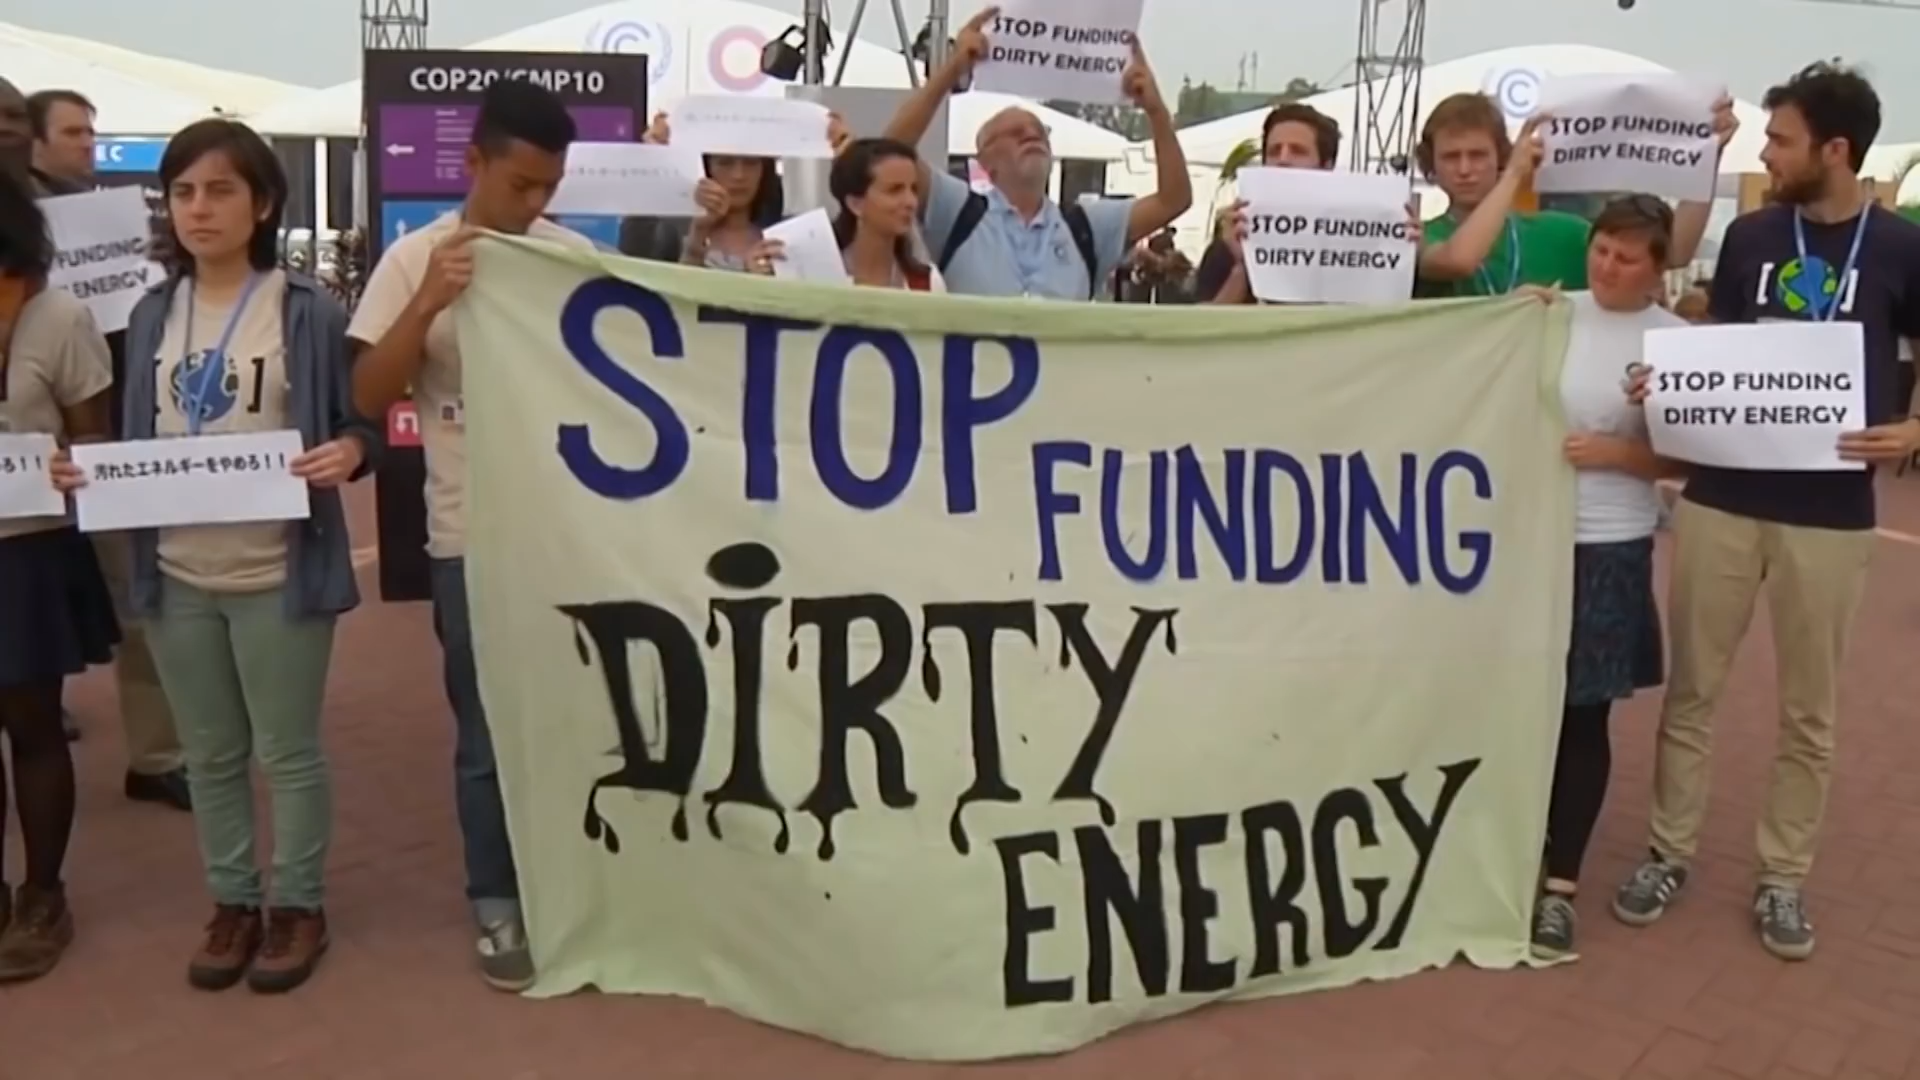 COP20/CMP10
STOP FUNDING
DIRTY ENERGY
STOP FUNDING
DIRTY ENERGY
STOP FUNDING
DIRTY ENERGY
FUNDING
ENERGY
STOP FUNDING
DIRTY ENERGY
汚れたエネルギーをやめろ！！
ろ！！
STOP
FUNDING
DIRTY
ENERGY